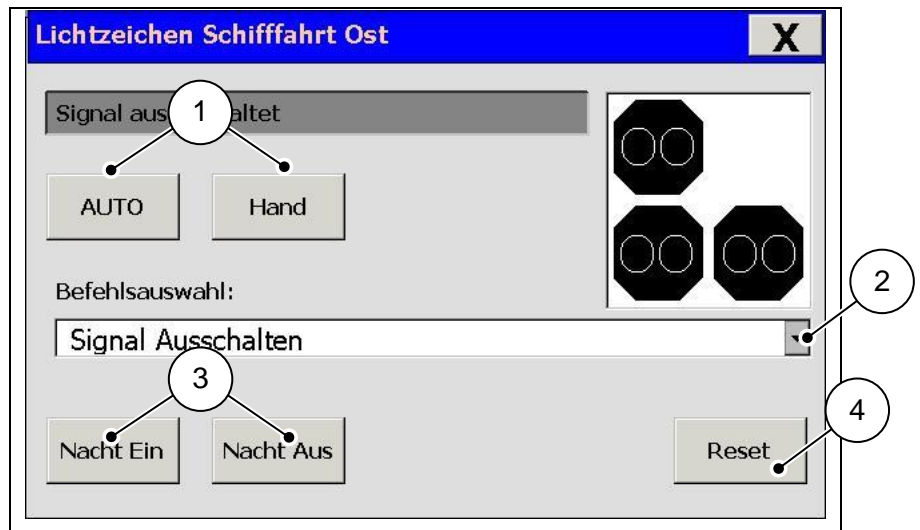 Lichtzeichen Schifffahrt Ost
X
Signal aus altet
1
AUTO
Hand
2
Befehlsauswahl:
Signal Ausschalten
3
4
Nacht Ein
Nacht Aus
Reset